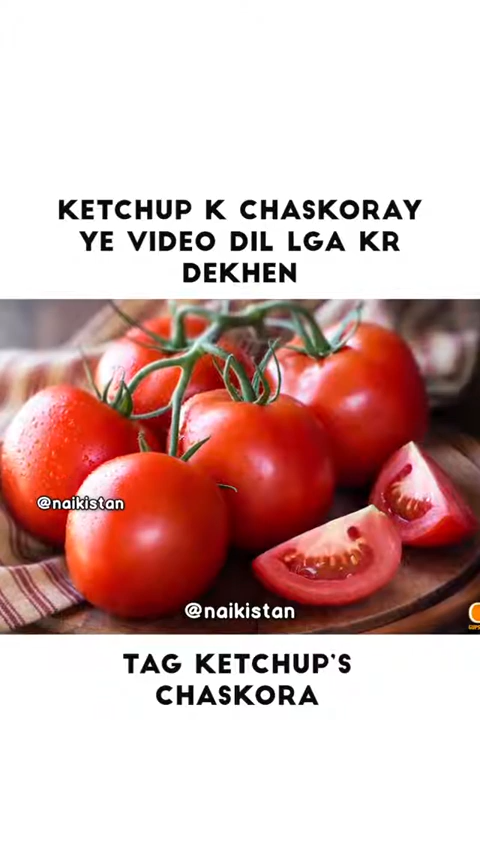 KETCHUP K CHASKORAY
YE VIDEO DIL LGA KR
DEKHEN
@naikistan
@naikistan
TAG KETCHUP'S
CHASKORA